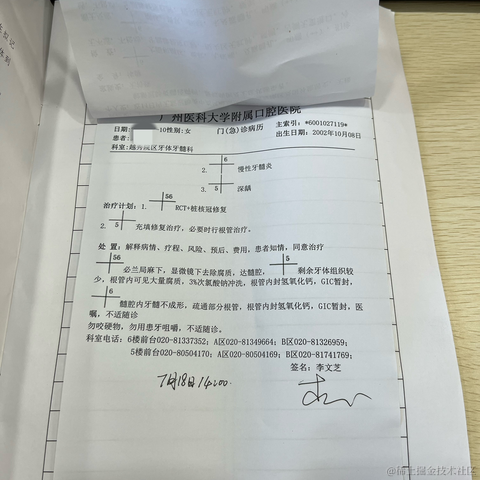 广州医科大学附属口腔医院
日期: 10性别:女 门(急)诊病历 主索引:*6001027119*
患者: 出生日期:2002年10月08日
科室:越秀院区牙体牙髓科
2. 6 慢性牙髓炎
3. 5 深龋
治疗计划:1. 56 RCT+桩核冠修复
2. 5 充填修复治疗,必要时行根管治疗。
处 置:解释病情、疗程、风险、预后、费用,患者知情,同意治疗
56 必兰局麻下,显微镜下去除腐质,达髓腔, 5 剩余牙体组织较
少,根管内可见大量腐质,3%次氯酸钠冲洗,根管内封氢氧化钙,GIC暂封,
6 髓腔内牙髓不成形,疏通部分根管,根管内封氢氧化钙,GIC暂封,医
嘱,不适随诊
勿咬硬物,勿用患牙咀嚼,不适随诊。
科室电话:6楼前台020-81337352;A区020-81349664;B区020-81326959;
5楼前台020-80504170;A区020-80504169;B区020-81741769;
签名:李文芝
7月18日14:00.
@稀土掘金技术社区